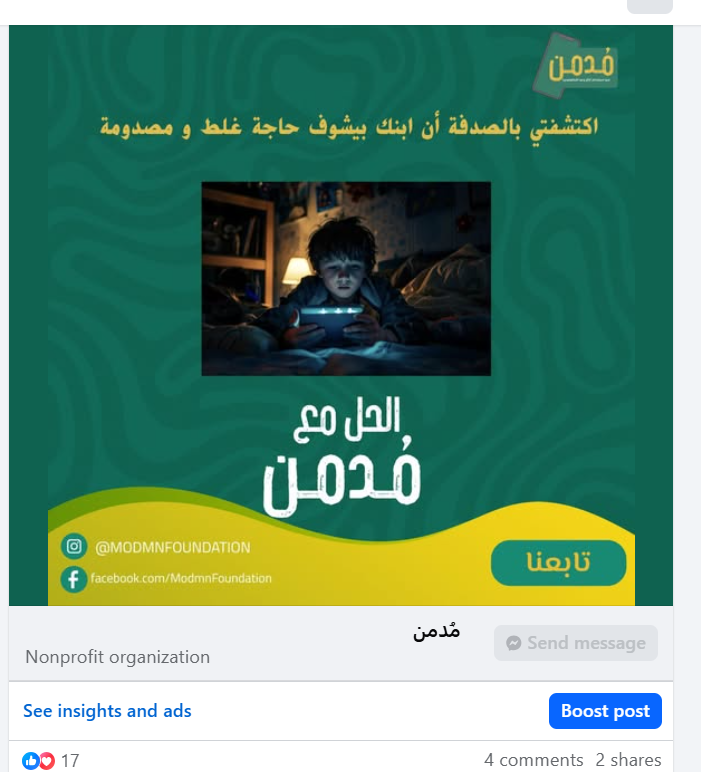 مُدمن
اكتشفتي بالصدفة أن ابنك بيشوف حاجة غلط و مصدومة
الحل مع
مُدمن
@MODMNFOUNDATION
facebook.com/ModmnFoundation
تابعنا
مُدمن
Nonprofit organization
Send message
See insights and ads
Boost post
17
4 comments 2 shares